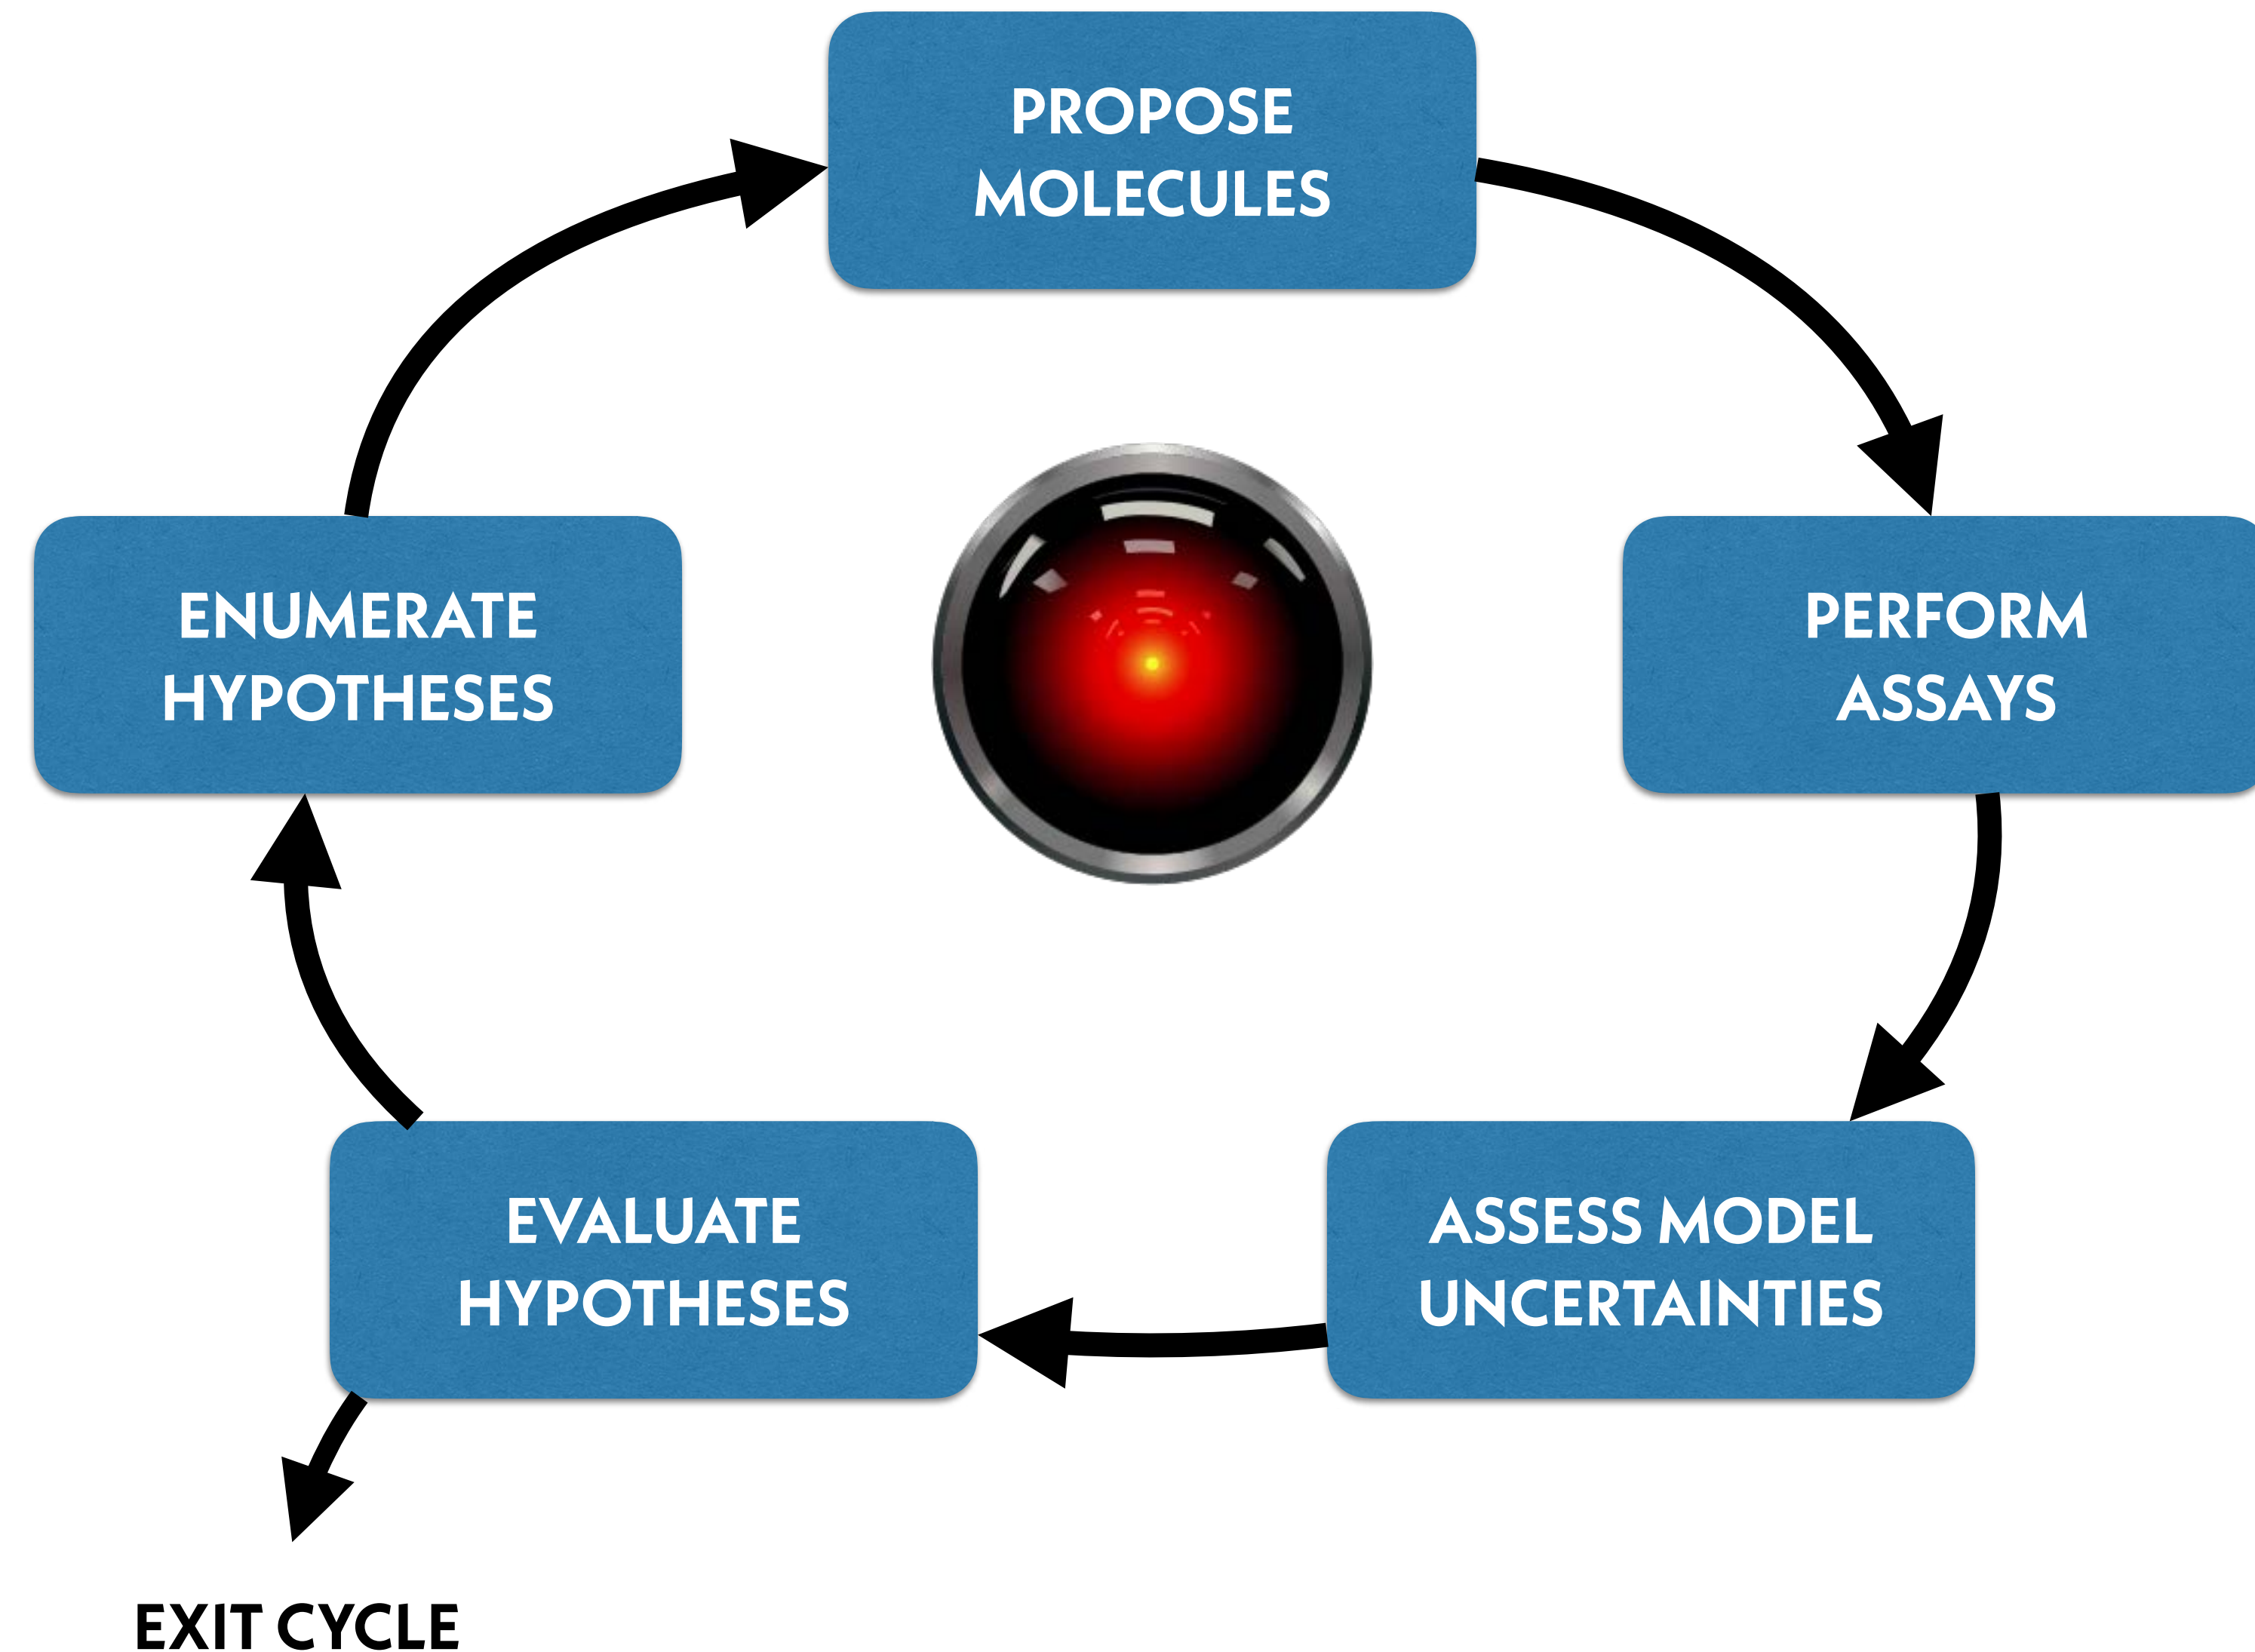 PROPOSE
MOLECULES
PERFORM
ASSAYS
ASSESS MODEL
UNCERTAINTIES
EVALUATE
HYPOTHESES
ENUMERATE
HYPOTHESES
EXIT CYCLE